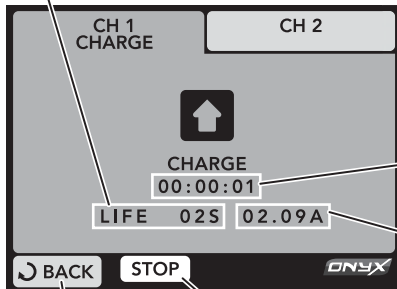 CH 1
CHARGE
CH 2
CHARGE
00:00:01
LIFE 02S 02.09A
BACK STOP ONYX